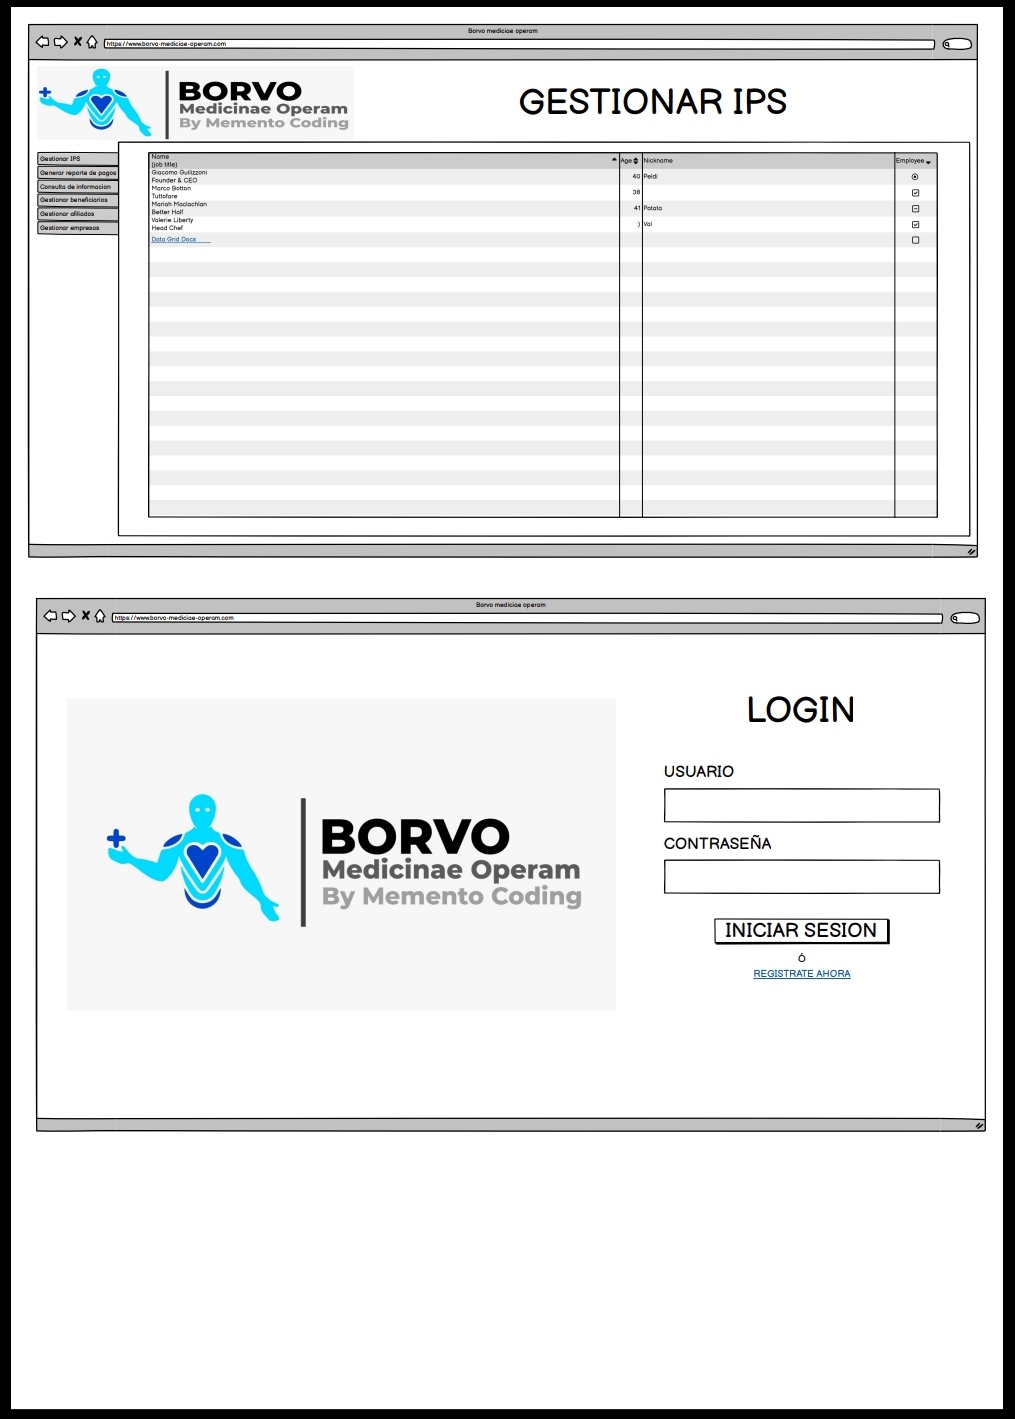 Borvo mediciae operam
https://www.borvo-mediciae-operam.com
BORVO
Medicinae Operam
By Memento Coding
GESTIONAR IPS
Gestionar IPS
Generar reporte de pagos
Consulta de informacion
Gestionar beneficiarios
Gestionar afiliados
Gestionar empresas
Name
(job title)
Age
Nickname
Employee
Giacomo Guilizzoni
Founder & CEO
40
Peldi
Marco Botton
Tuttofare
38
Mariah Maclachlan
Better Half
41
Patata
Valerie Liberty
Head Chef
:)
Val
Data Grid Docs
Borvo mediciae operam
https://www.borvo-mediciae-operam.com
BORVO
Medicinae Operam
By Memento Coding
LOGIN
USUARIO
CONTRASEÑA
INICIAR SESION
Ó
REGISTRATE AHORA